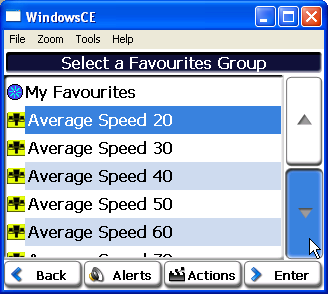 WindowsCE
File Zoom Tools Help
Select a Favourites Group
My Favourites
Average Speed 20
Average Speed 30
Average Speed 40
Average Speed 50
Average Speed 60
Back Alerts Actions Enter